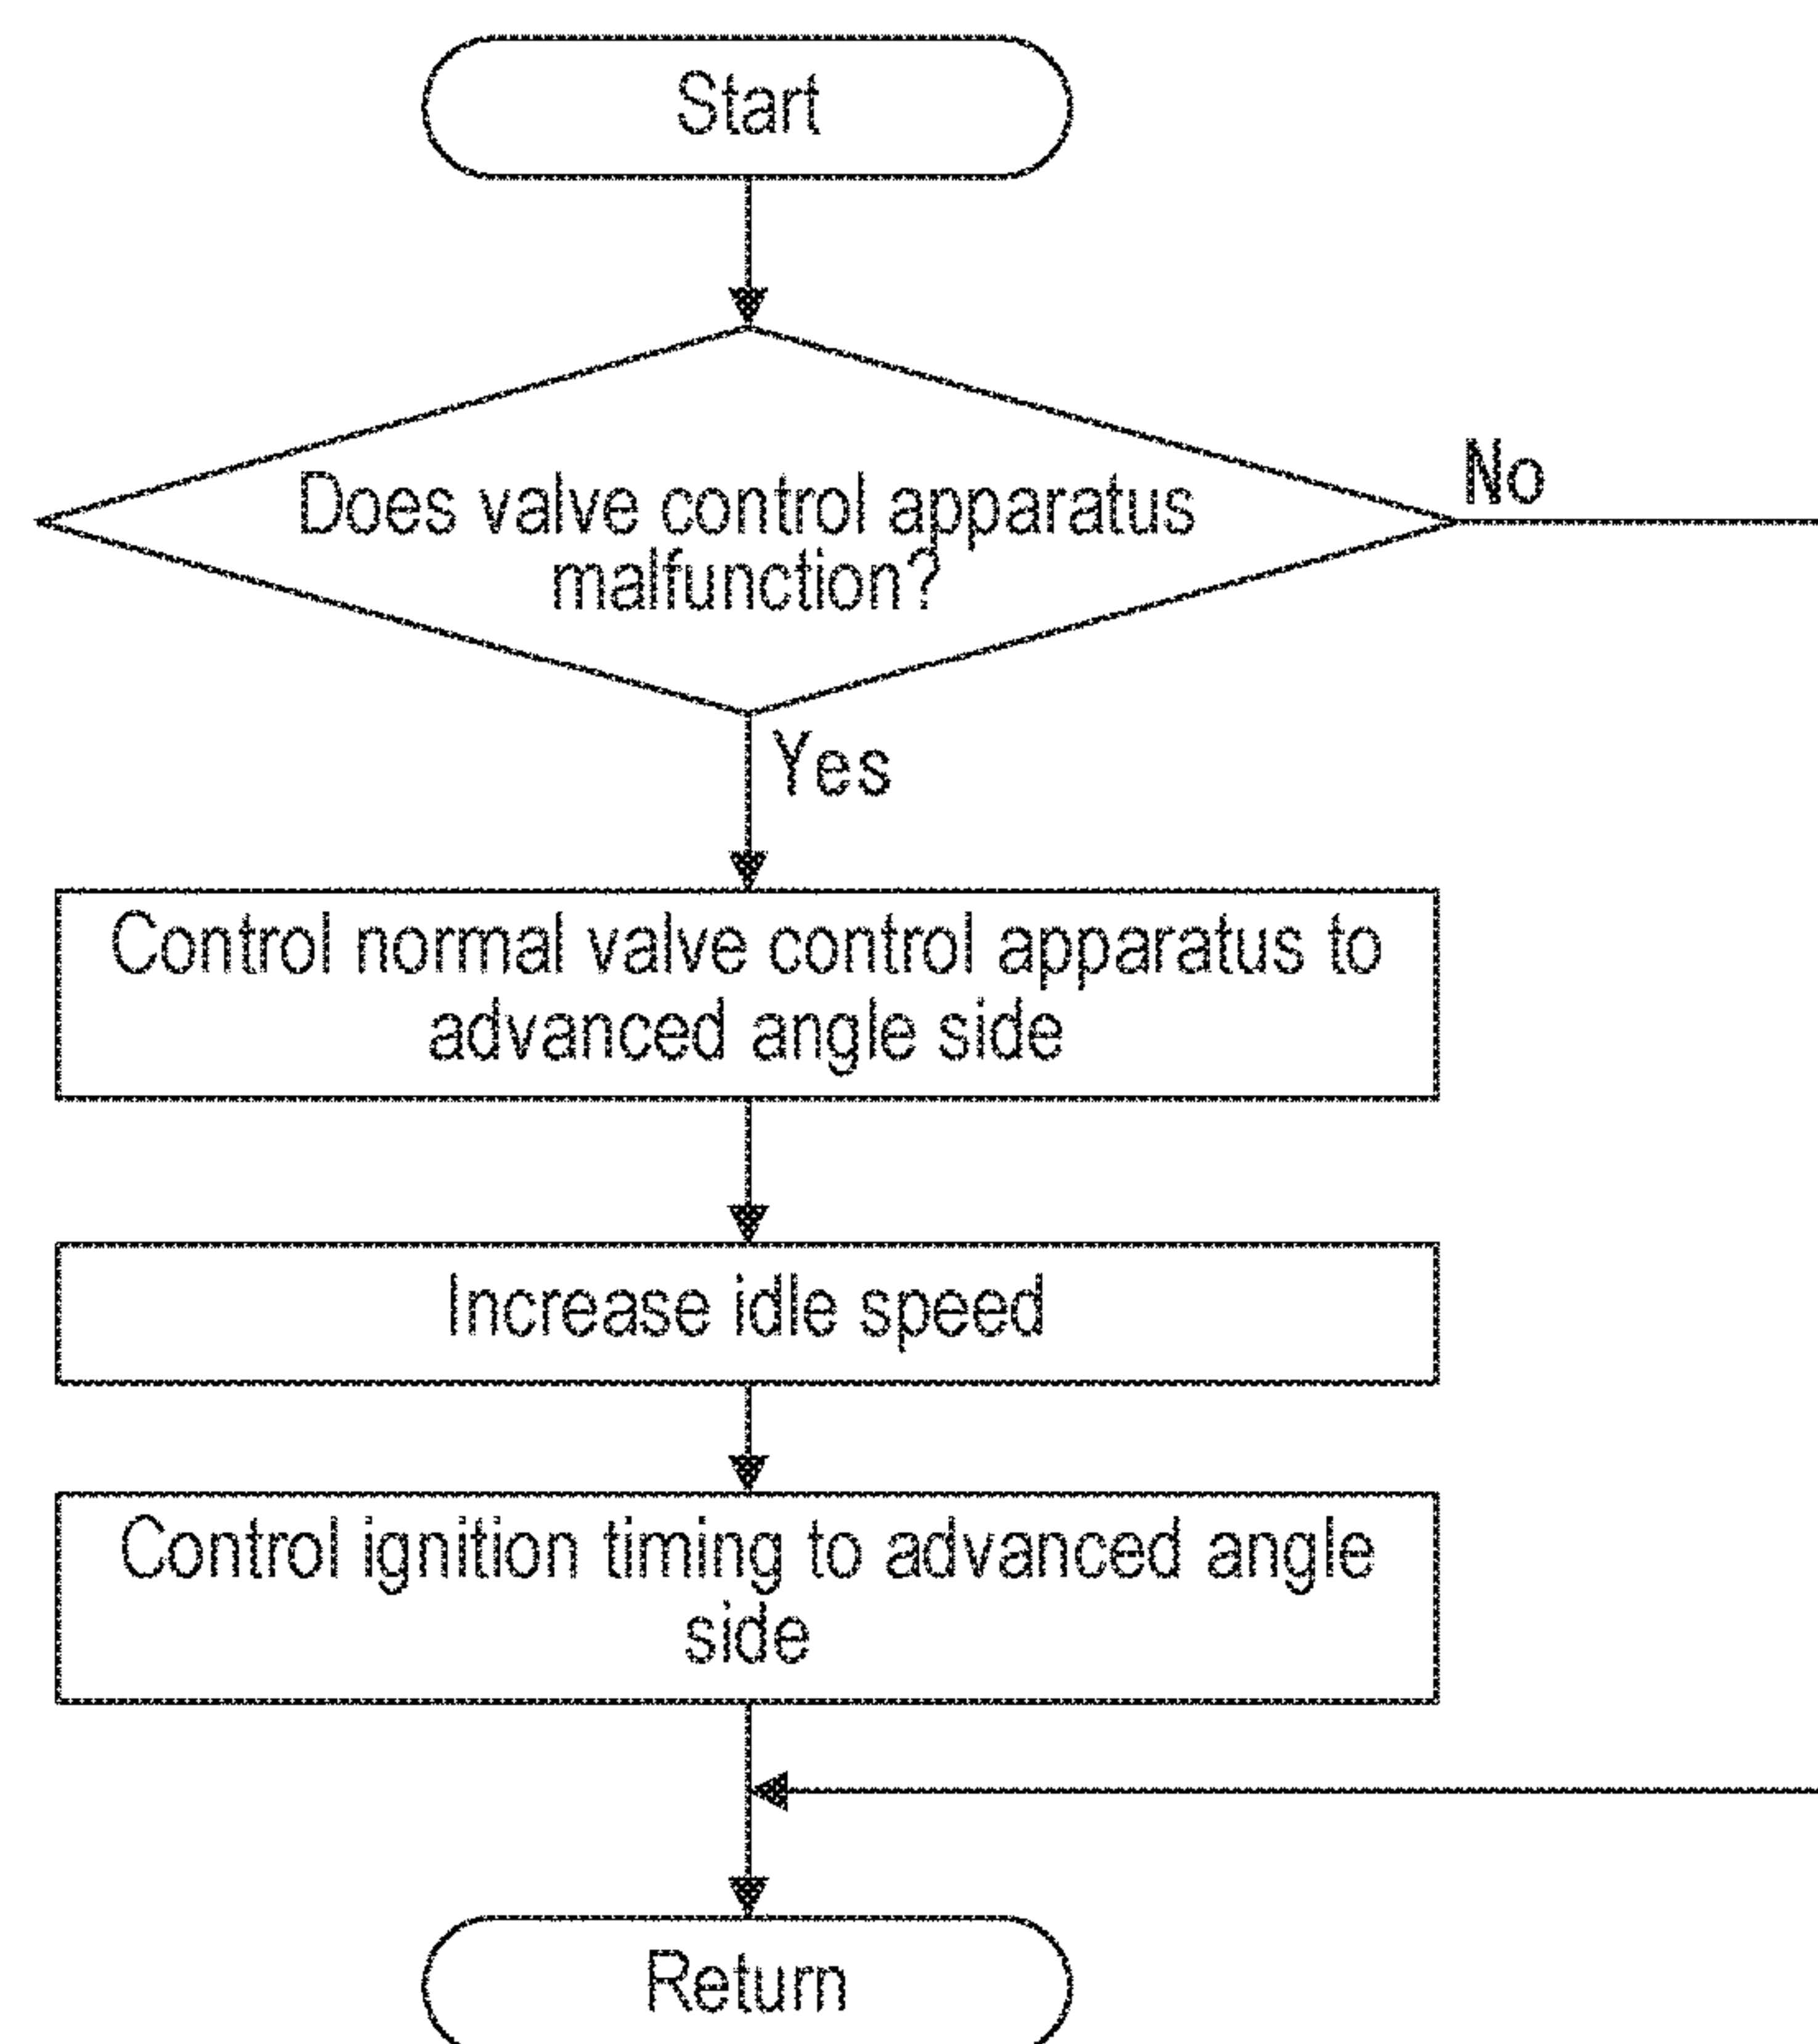 Start
Does valve control apparatus
malfunction?
No
Yes
Control normal valve control apparatus to
advanced angle side
Increase idle speed
Control ignition timing to advanced angle
side
Return